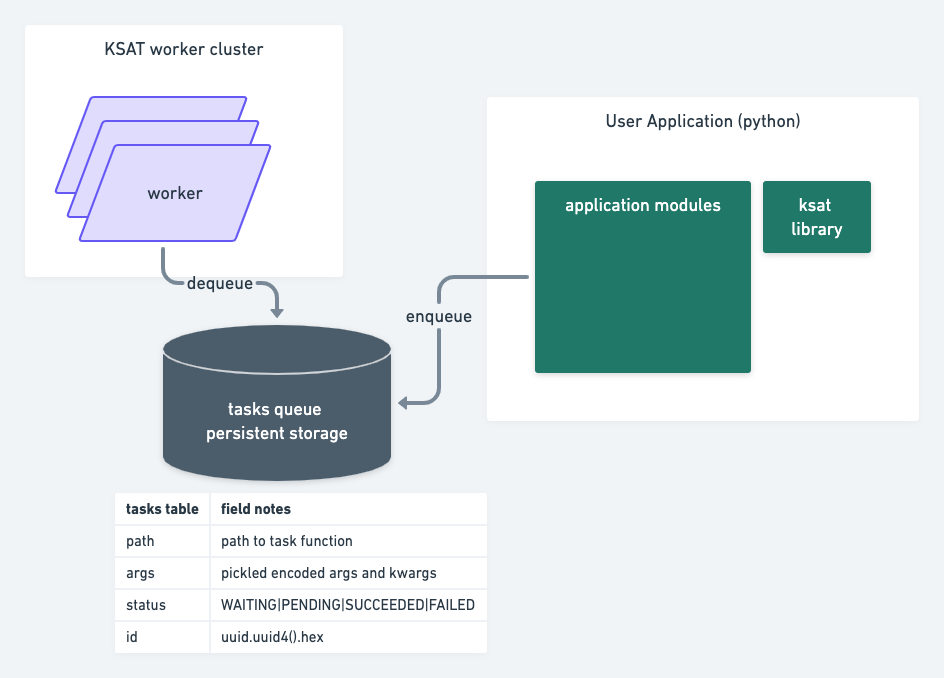 KSAT worker cluster
worker
dequeue
User Application (python)
application modules
ksat
library
enqueue
tasks queue
persistent storage
tasks table field notes
path path to task function
args pickled encoded args and kwargs
status WAITING|PENDING|SUCCEEDED|FAILED
id uuid.uuid4().hex